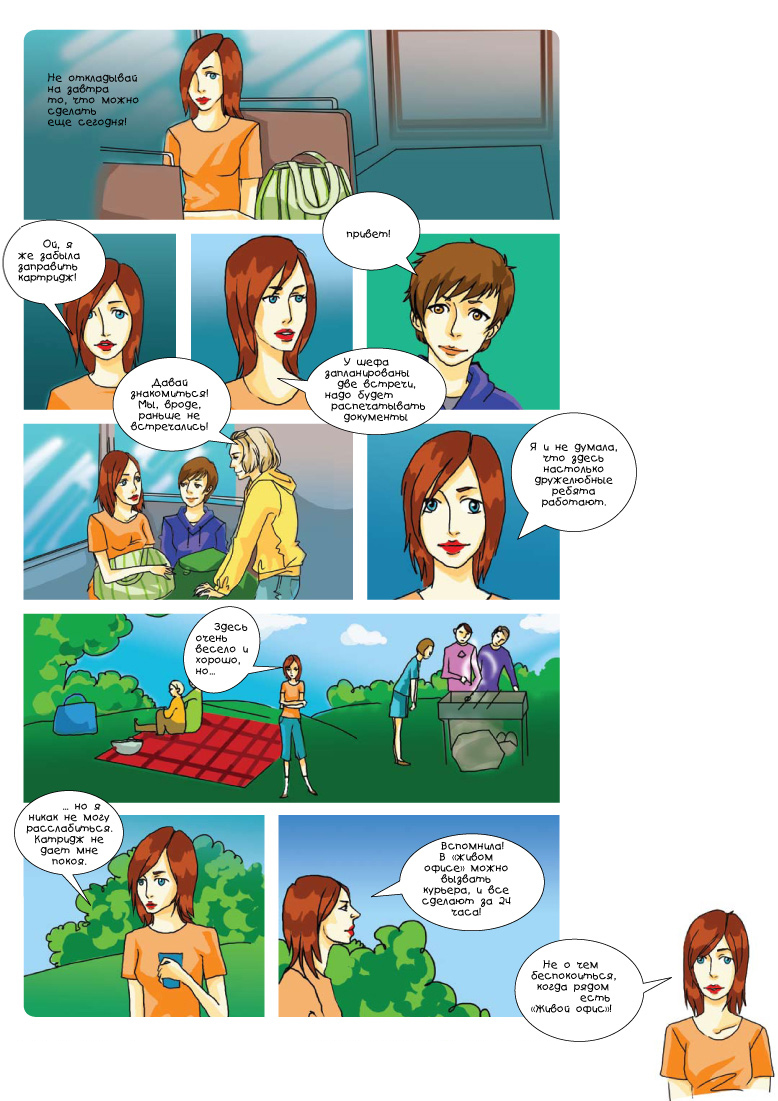 Не откладывай
на завтра
то, что можно
сделать
еще сегодня!
Ой, я
же забыла
заправить
картридж!
привет!
У шефа
запланированы
две встречи,
надо будет
распечатывать
документы
Давай
знакомиться!
Мы, вроде,
раньше не
встречались!
Я и не думала,
что здесь
настолько
дружелюбные
ребята
работают.
Здесь
очень
весело и
хорошо,
но...
... но я
никак не могу
расслабиться.
Катридж не
дает мне
покоя.
Вспомнила!
В «живом
офисе» можно
вызвать
курьера, и все
сделают за 24
часа!
Не о чем
беспокоиться,
когда рядом
есть
«Живой офис»!